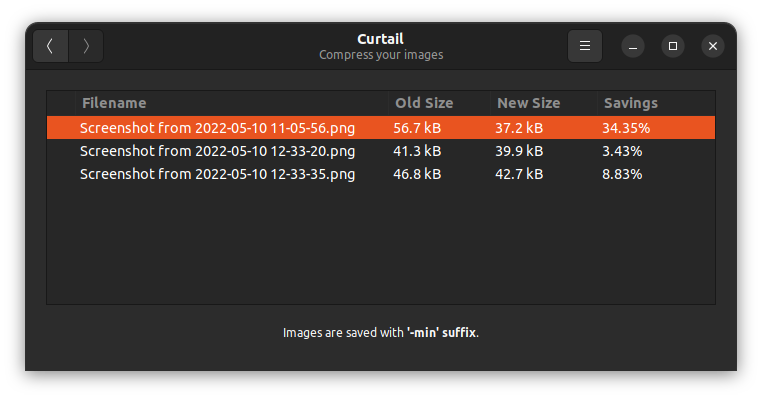 Curtail
Compress your images
Filename Old Size New Size Savings
Screenshot from 2022-05-10 11-05-56.png 56.7 kB 37.2 kB 34.35%
Screenshot from 2022-05-10 12-33-20.png 41.3 kB 39.9 kB 3.43%
Screenshot from 2022-05-10 12-33-35.png 46.8 kB 42.7 kB 8.83%
Images are saved with '-min' suffix.